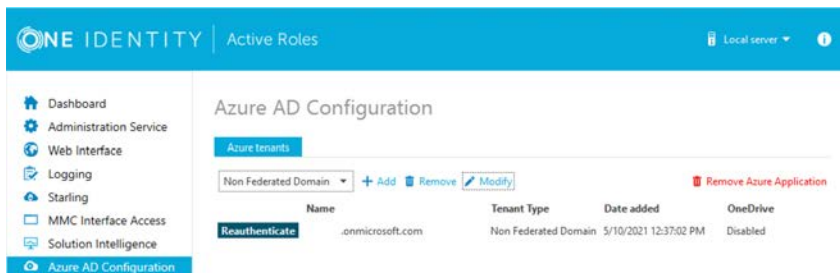 ONE IDENTITY Active Roles
Local server
Dashboard
Administration Service
Web Interface
Logging
Starling
MMC Interface Access
Solution Intelligence
Azure AD Configuration
Azure AD Configuration
Azure tenants
Non Federated Domain + Add Remove Modify Remove Azure Application
Name Tenant Type Date added OneDrive
Reauthenticate .onmicrosoft.com Non Federated Domain 5/10/2021 12:37:02 PM Disabled